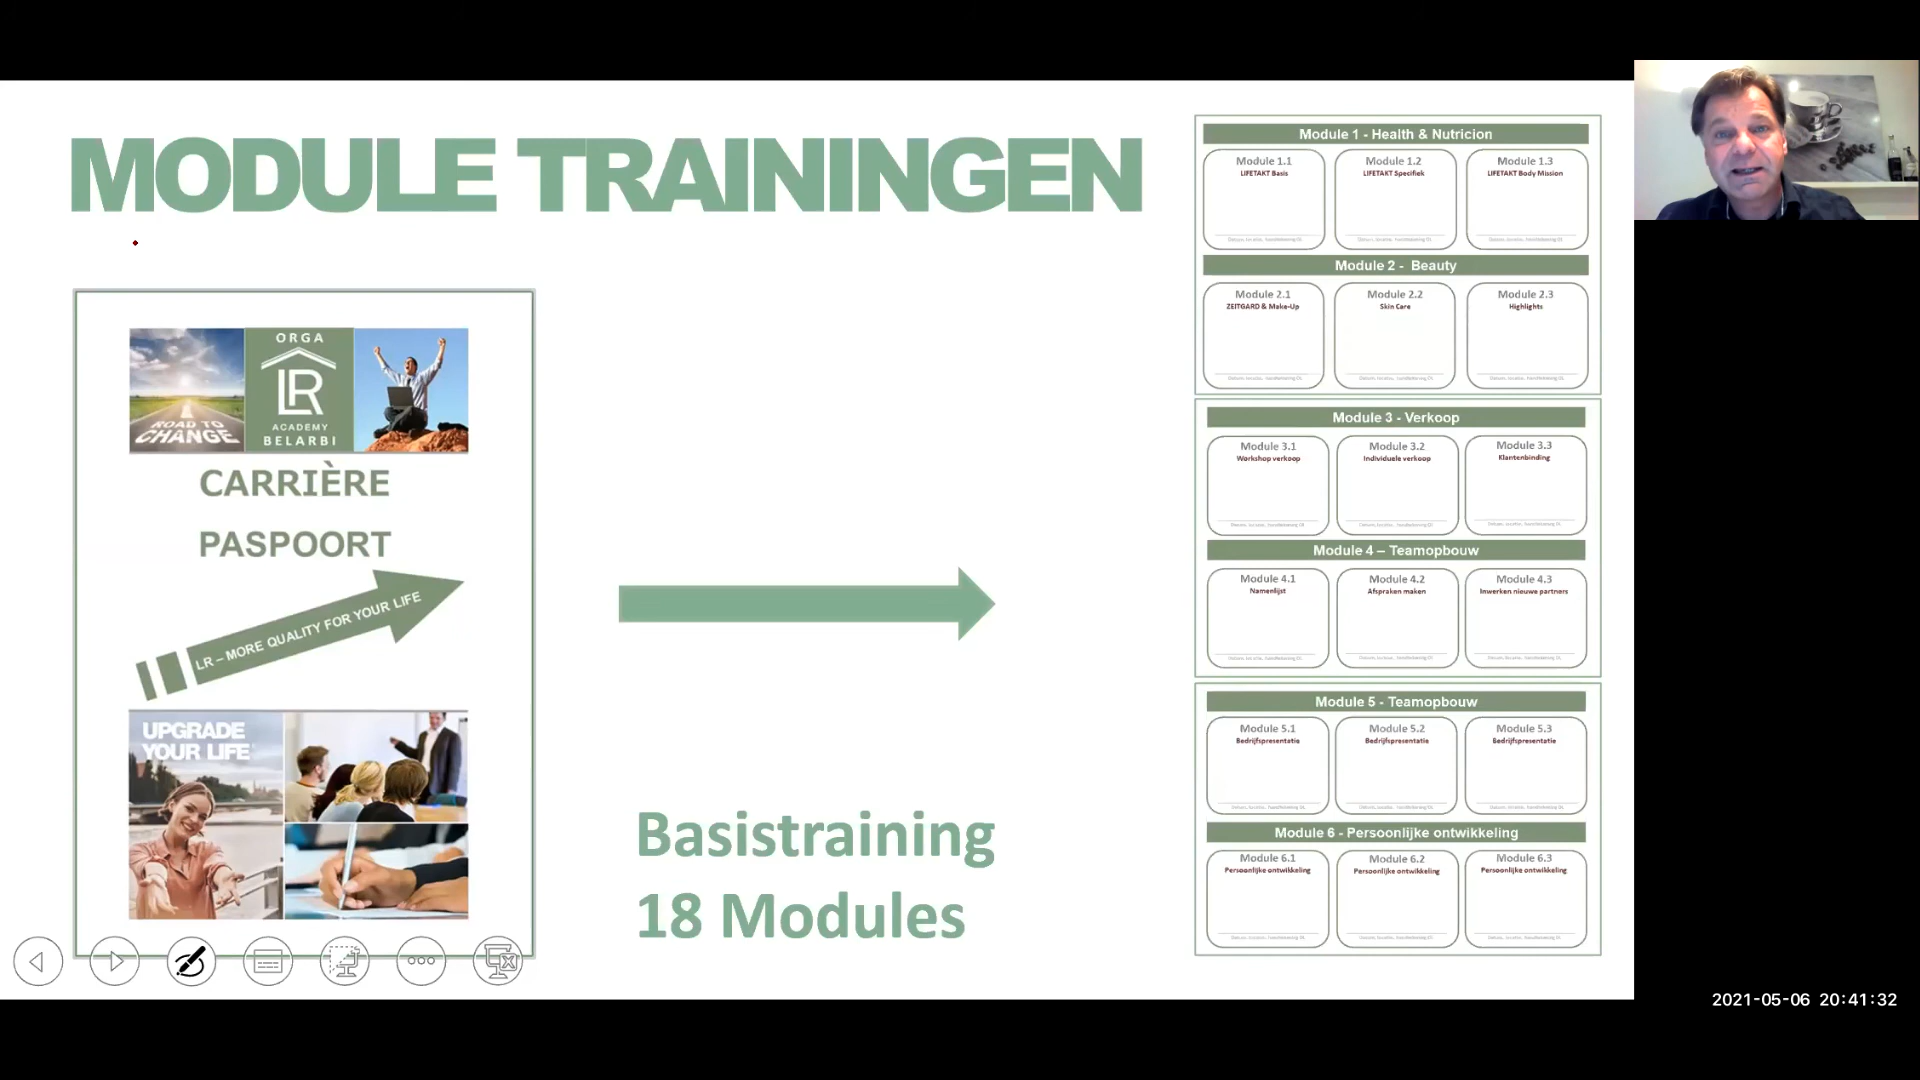 MODULE TRAININGEN
ROAD TO
CHANGE
ORGA
LR
ACADEMY
BELARBI
CARRIÈRE
PASPOORT
LR – MORE QUALITY FOR YOUR LIFE
UPGRADE
YOUR LIFE
Basistraining
18 Modules
Module 1 - Health & Nutricion
Module 1.1
LIFETAKT Basis
Module 1.2
LIFETAKT Specifiek
Module 1.3
LIFETAKT Body Mission
Module 2 - Beauty
Module 2.1
ZEITGARD & Make-Up
Module 2.2
Skin Care
Module 2.3
Highlights
Module 3 - Verkoop
Module 3.1
Workshop verkoop
Module 3.2
Individuele verkoop
Module 3.3
Klantenbinding
Module 4 – Teamopbouw
Module 4.1
Namenlijst
Module 4.2
Afspraken maken
Module 4.3
Inwerken nieuwe partners
Module 5 - Teamopbouw
Module 5.1
Bedrijfspresentatie
Module 5.2
Bedrijfspresentatie
Module 5.3
Bedrijfspresentatie
Module 6 - Persoonlijke ontwikkeling
Module 6.1
Persoonlijke ontwikkeling
Module 6.2
Persoonlijke ontwikkeling
Module 6.3
Persoonlijke ontwikkeling
2021-05-06 20:41:32